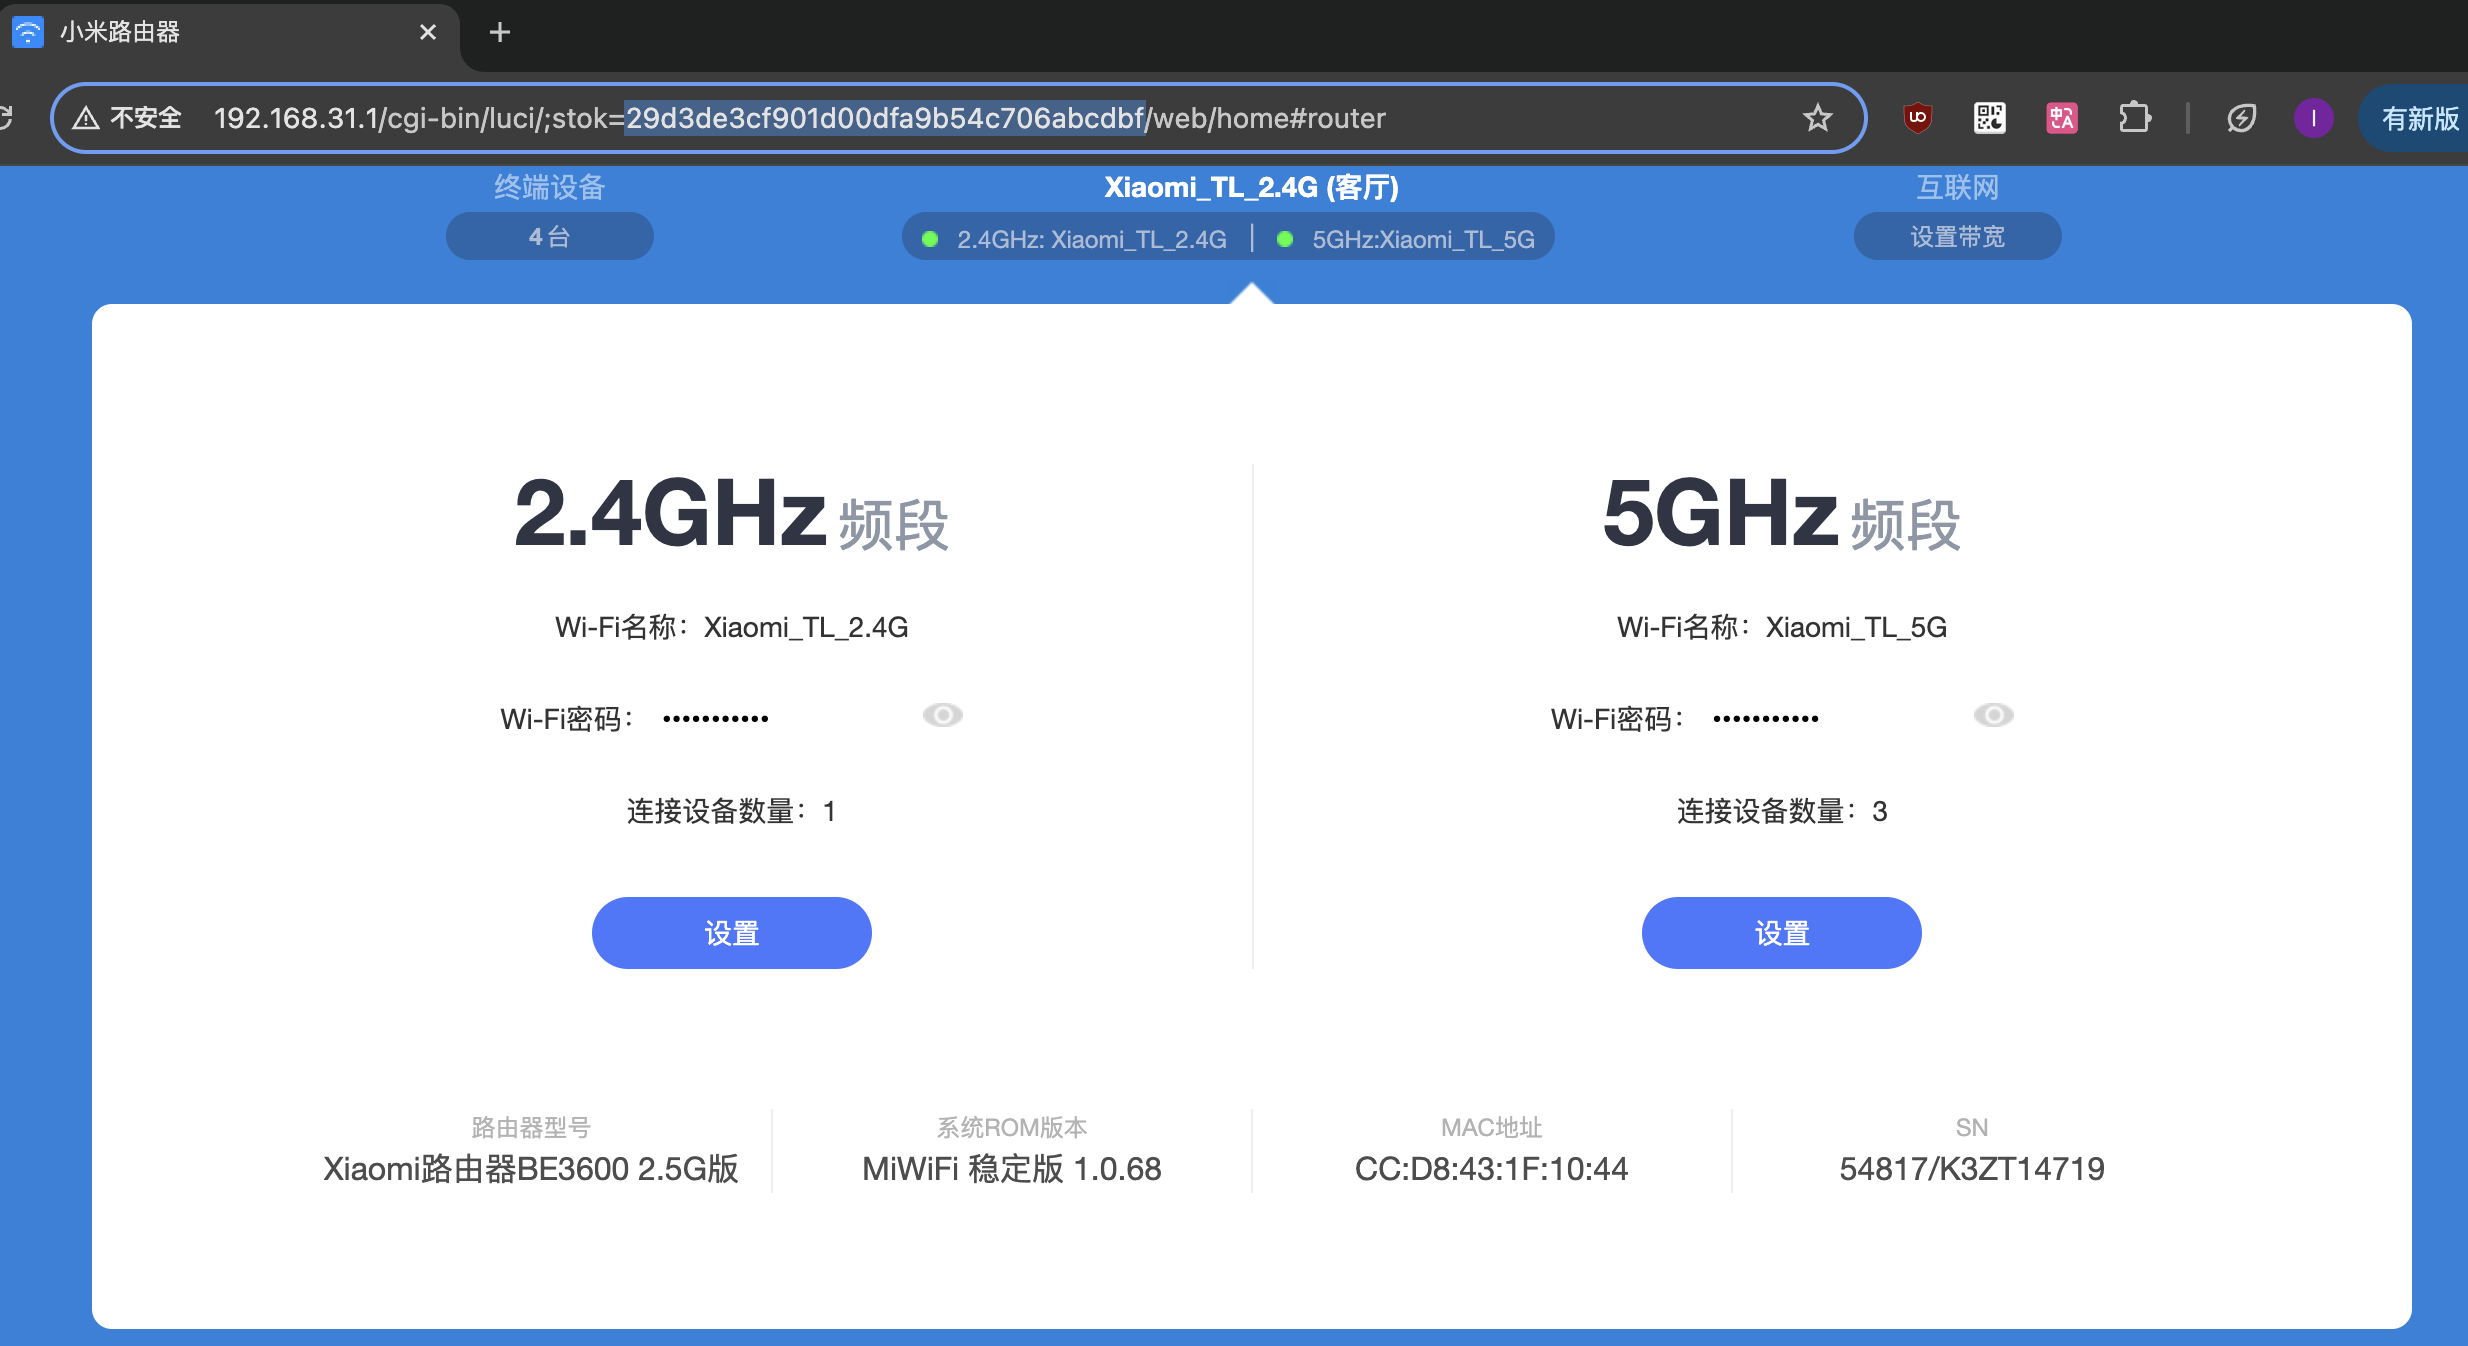 小米路由器
不安全 192.168.31.1/cgi-bin/luci/;stok=29d3de3cf901d00dfa9b54c706abcdbf/web/home#router
有新版
终端设备
4台
Xiaomi_TL_2.4G (客厅)
2.4GHz: Xiaomi_TL_2.4G | 5GHz:Xiaomi_TL_5G
互联网
设置带宽
2.4GHz 频段
Wi-Fi名称：Xiaomi_TL_2.4G
Wi-Fi密码： •••••••••••
连接设备数量：1
设置
5GHz 频段
Wi-Fi名称：Xiaomi_TL_5G
Wi-Fi密码： •••••••••••
连接设备数量：3
设置
路由器型号
Xiaomi路由器BE3600 2.5G版
系统ROM版本
MiWiFi 稳定版 1.0.68
MAC地址
CC:D8:43:1F:10:44
SN
54817/K3ZT14719